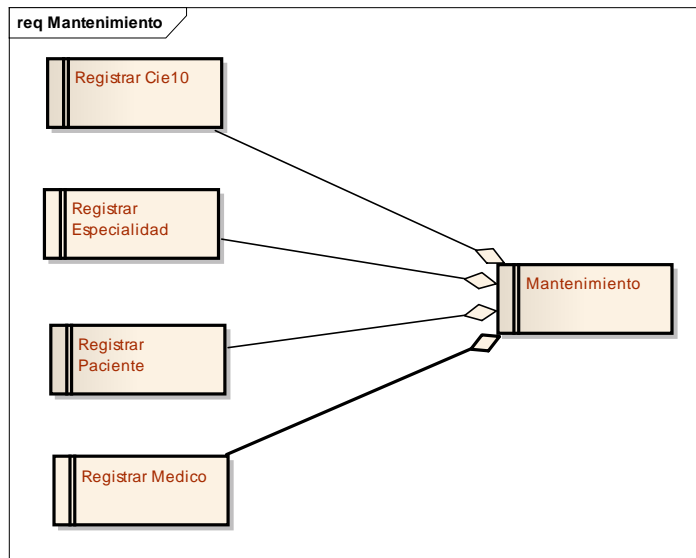 req Mantenimiento
Registrar Cie10
Registrar
Especialidad
Mantenimiento
Registrar
Paciente
Registrar Medico